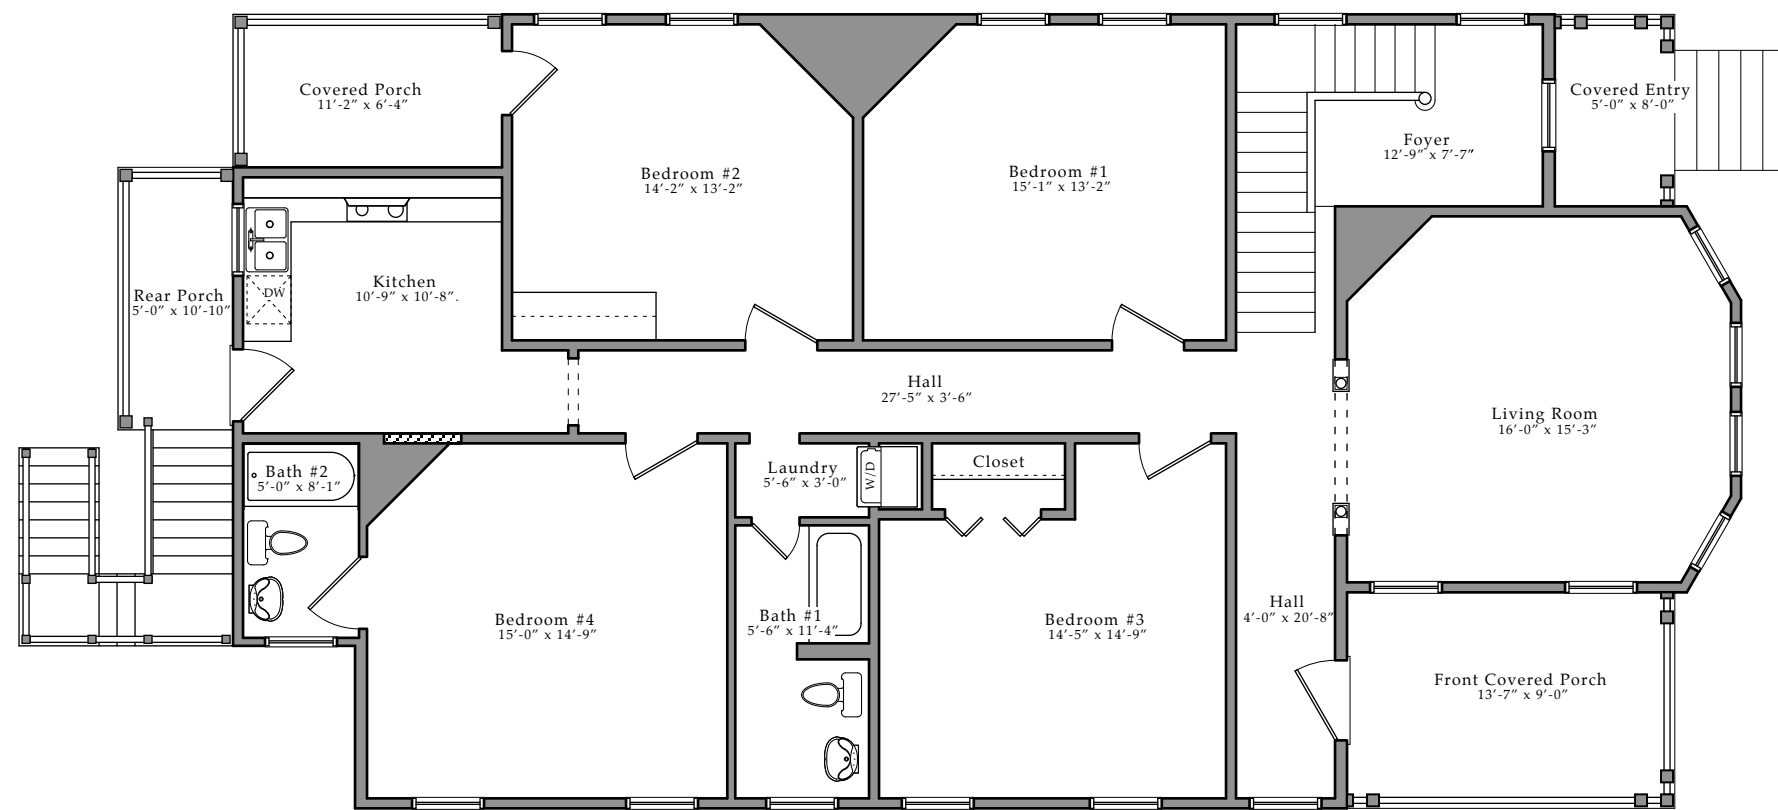 Covered Porch
11'-2" x 6'-4"
Covered Entry
5'-0" x 8'-0"
Foyer
12'-9" x 7'-7"
Bedroom #2
14'-2" x 13'-2"
Bedroom #1
15'-1" x 13'-2"
Kitchen
10'-9" x 10'-8".
Rear Porch
5'-0" x 10'-10"
DW
Hall
27'-5" x 3'-6"
Living Room
16'-0" x 15'-3"
Bath #2
5'-0" x 8'-1"
Laundry
5'-6" x 3'-0"
W/D
Closet
Bedroom #4
15'-0" x 14'-9"
Bath #1
5'-6" x 11'-4"
Bedroom #3
14'-5" x 14'-9"
Hall
4'-0" x 20'-8"
Front Covered Porch
13'-7" x 9'-0"